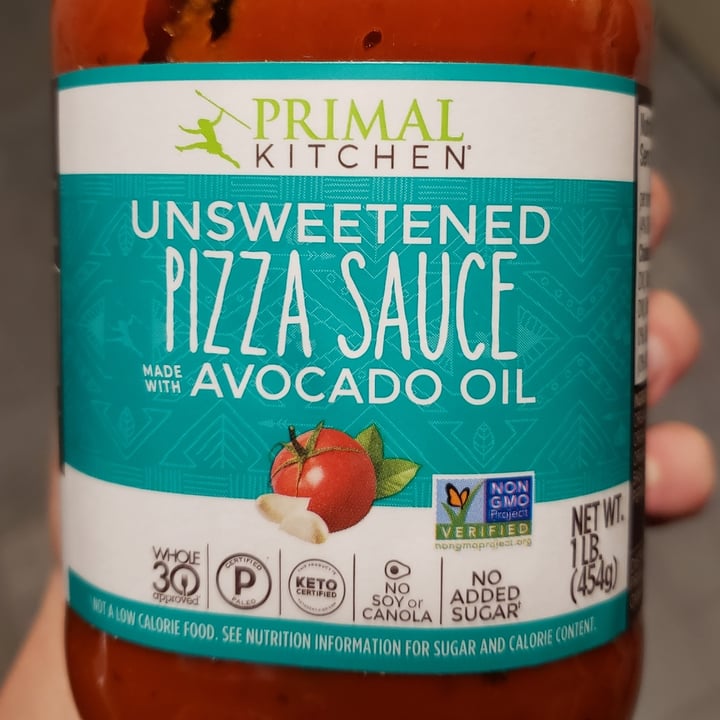 PRIMAL
KITCHEN®
UNSWEETENED
PIZZA SAUCE
MADE
WITH
AVOCADO OIL
NON
GMO
Project
VERIFIED
nongmoproject.org
NET WT.
1 LB.
(454g)
WHOLE
30
approved
CERTIFIED
P
PALEO
KETO
CERTIFIED
NO
SOY or
CANOLA
NO
ADDED
SUGAR†
†NOT A LOW CALORIE FOOD. SEE NUTRITION INFORMATION FOR SUGAR AND CALORIE CONTENT.